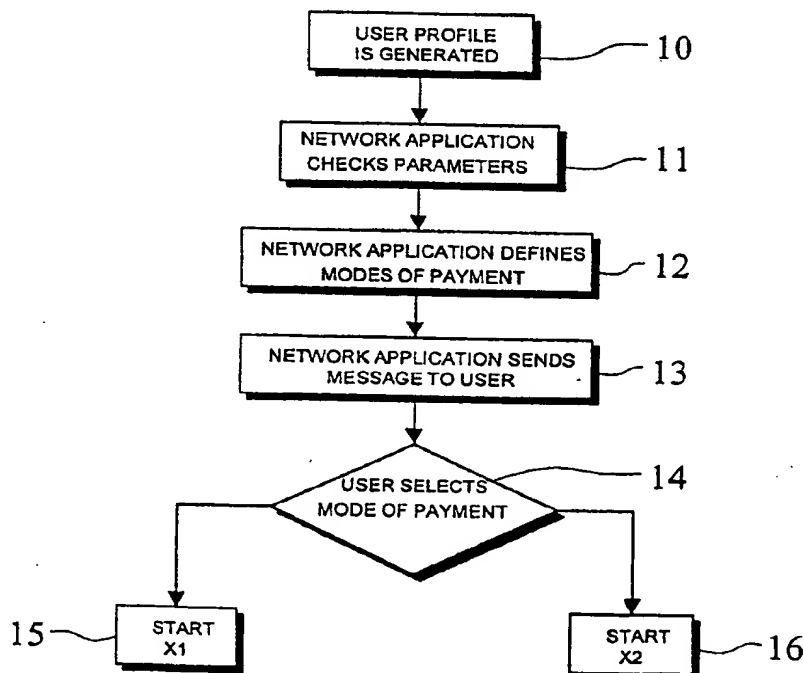 USER PROFILE
IS GENERATED
10
NETWORK APPLICATION
CHECKS PARAMETERS
11
NETWORK APPLICATION DEFINES
MODES OF PAYMENT
12
NETWORK APPLICATION SENDS
MESSAGE TO USER
13
14
USER SELECTS
MODE OF PAYMENT
15
START
X1
START
X2
16